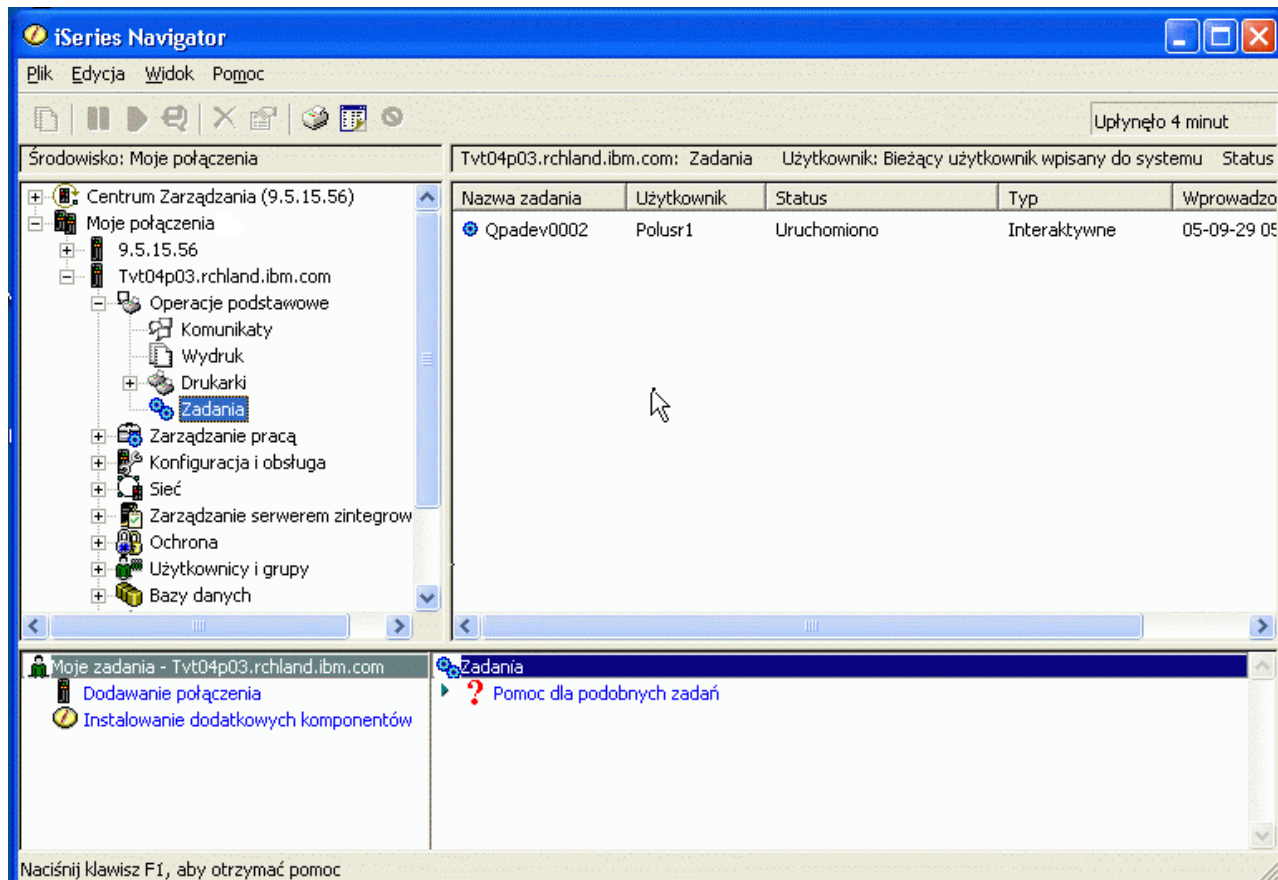 iSeries Navigator
Plik Edycja Widok Pomoc
Upłynęło 4 minut
Środowisko: Moje połączenia
Tvt04p03.rchland.ibm.com: Zadania Użytkownik: Bieżący użytkownik wpisany do systemu Status
Centrum Zarządzania (9.5.15.56)
Moje połączenia
9.5.15.56
Tvt04p03.rchland.ibm.com
Operacje podstawowe
Komunikaty
Wydruk
Drukarki
Zadania
Zarządzanie pracą
Konfiguracja i obsługa
Sieć
Zarządzanie serwerem zintegrow
Ochrona
Użytkownicy i grupy
Bazy danych
Nazwa zadania Użytkownik Status Typ Wprowadzo
Qpadev0002 Polusr1 Uruchomiono Interaktywne 05-09-29 05
Moje zadania - Tvt04p03.rchland.ibm.com
Dodawanie połączenia
Instalowanie dodatkowych komponentów
Zadania
Pomoc dla podobnych zadań
Naciśnij klawisz F1, aby otrzymać pomoc